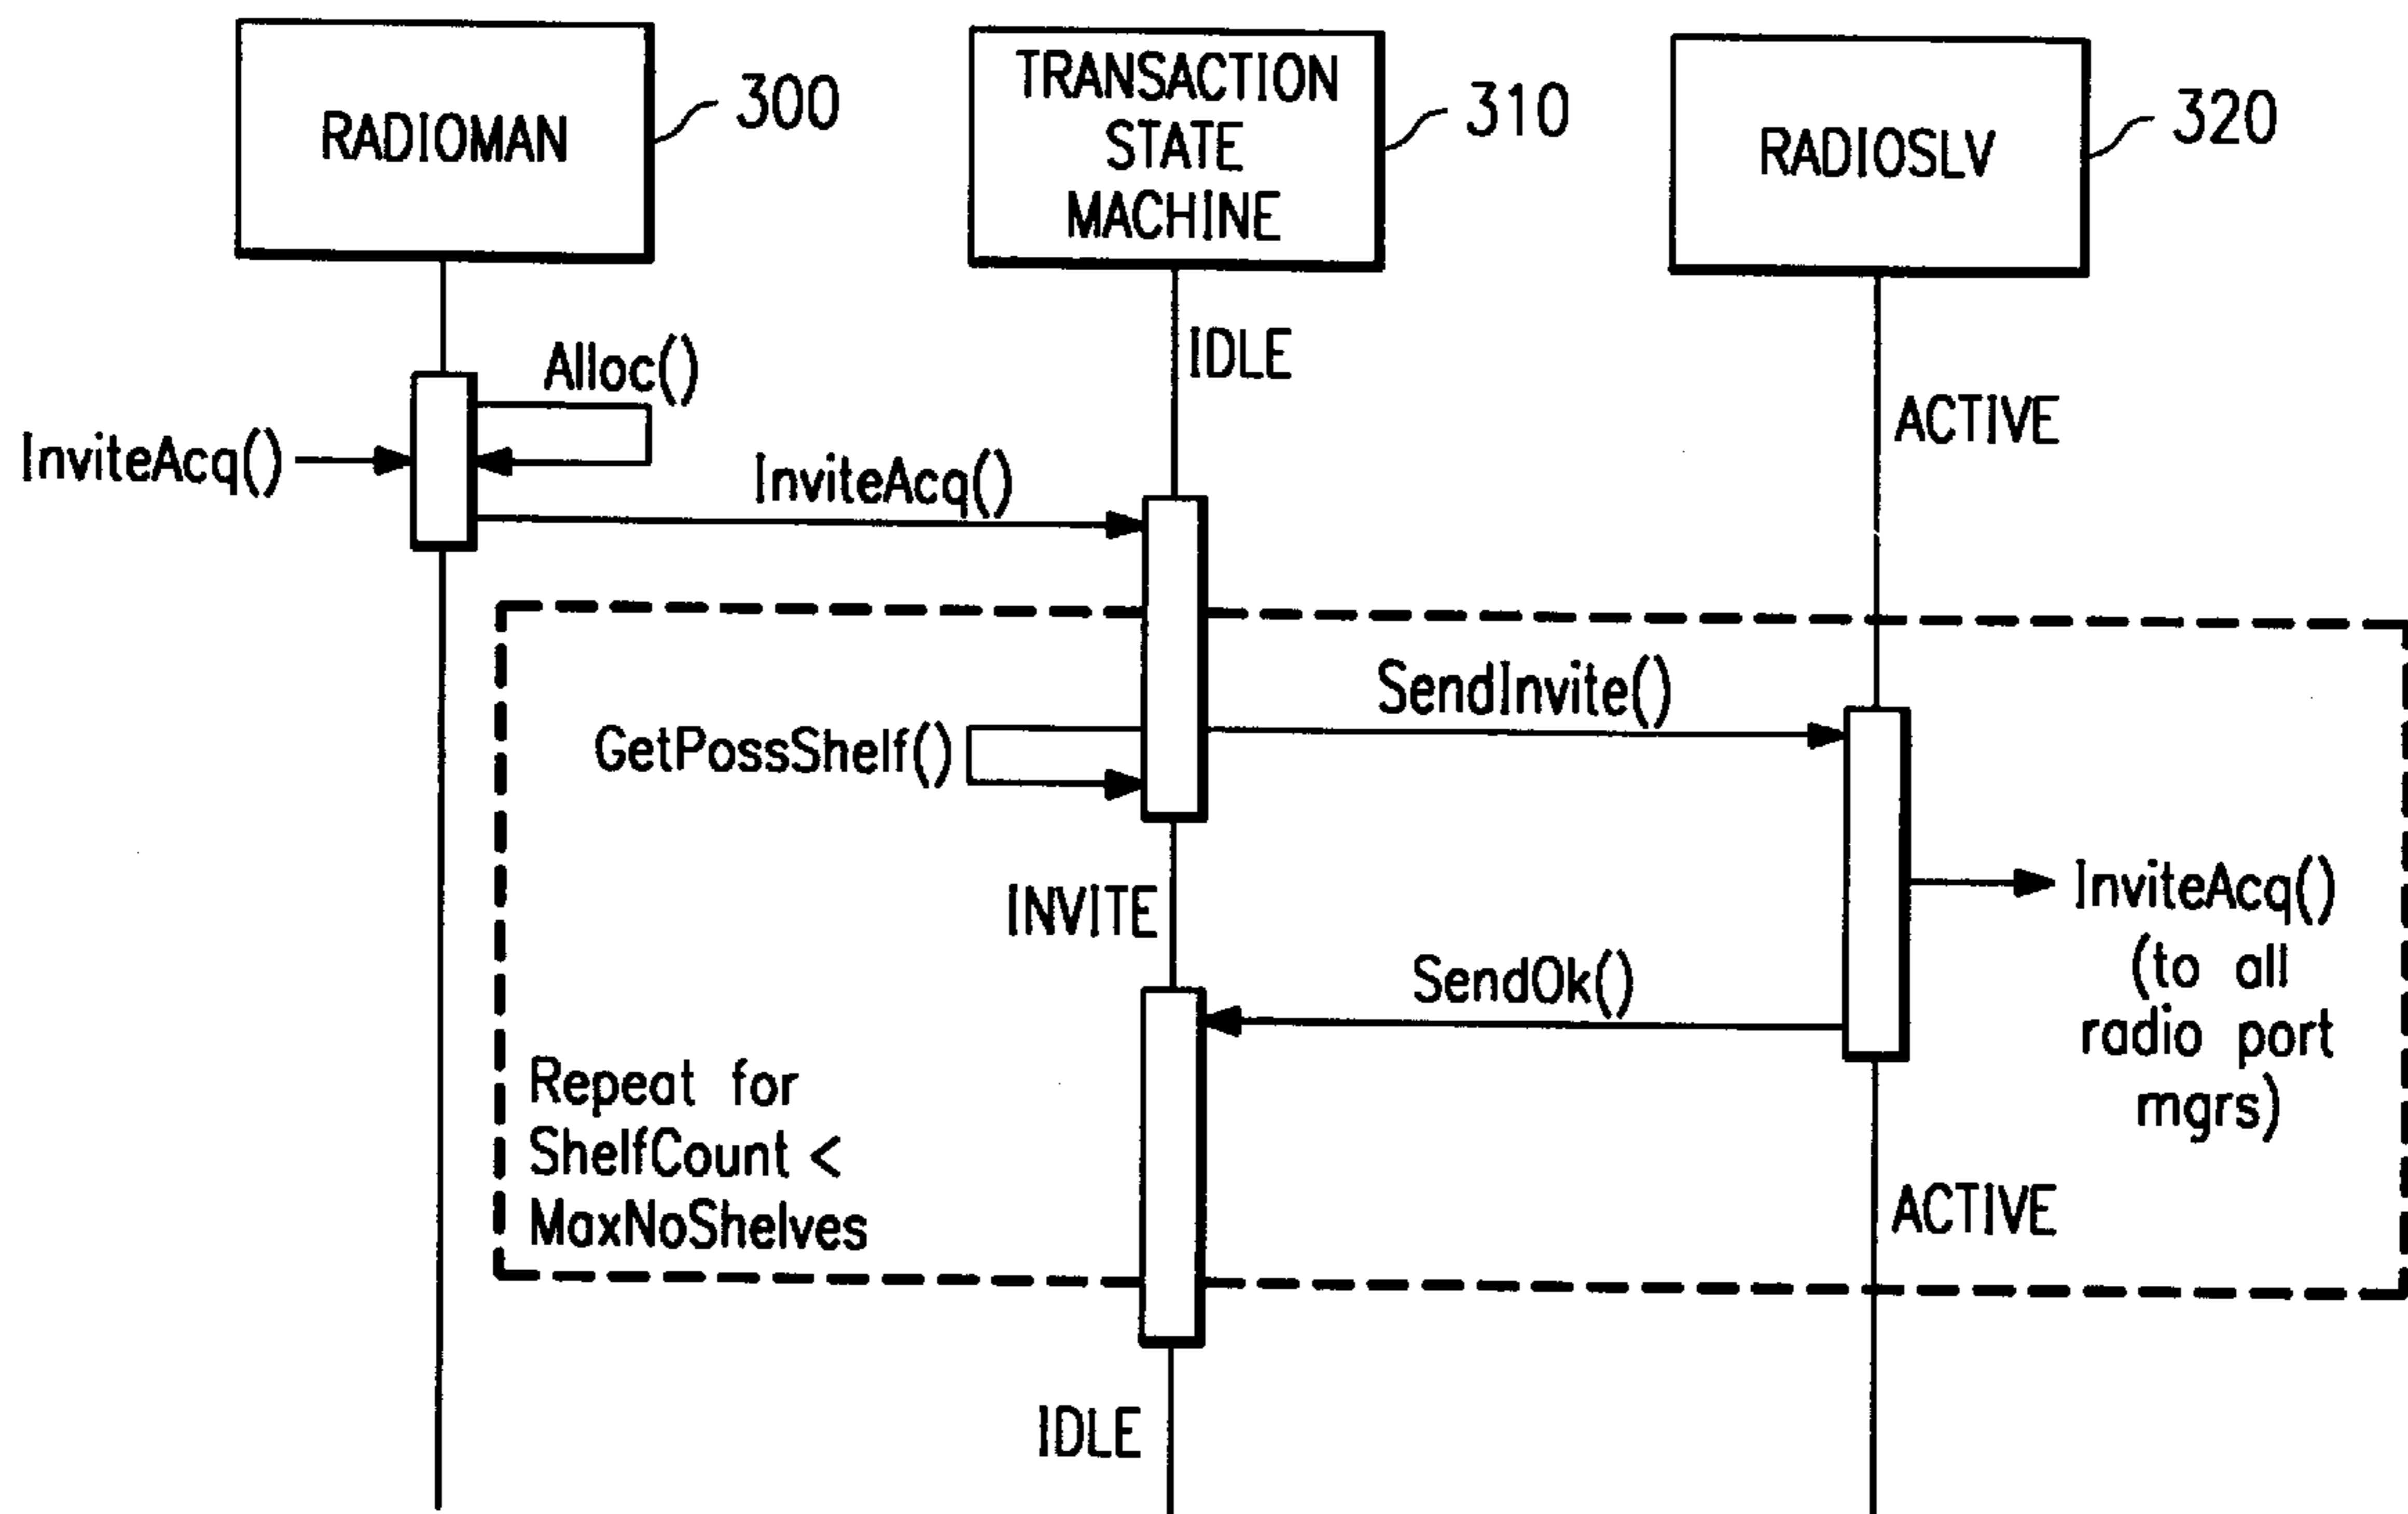 RADIOMAN
300
TRANSACTION
STATE
MACHINE
310
RADIOSLV
320
IDLE
Alloc()
ACTIVE
InviteAcq()
InviteAcq()
SendInvite()
GetPossShelf()
INVITE
InviteAcq()
(to all
radio port
mgrs)
SendOk()
Repeat for
ShelfCount <
MaxNoShelves
ACTIVE
IDLE